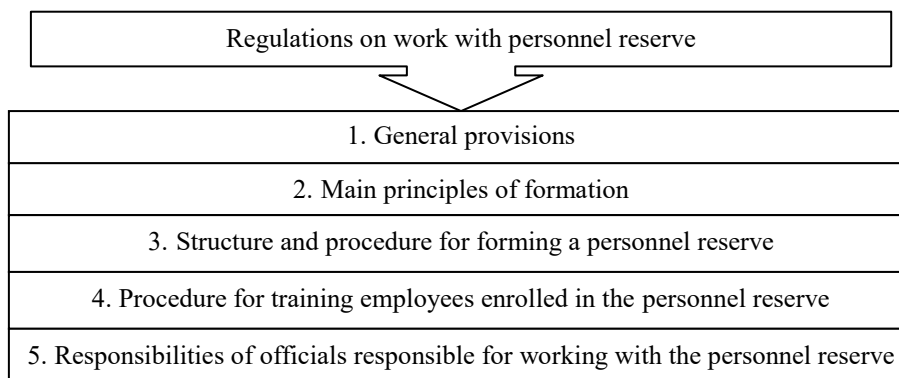 Regulations on work with personnel reserve
1. General provisions
2. Main principles of formation
3. Structure and procedure for forming a personnel reserve
4. Procedure for training employees enrolled in the personnel reserve
5. Responsibilities of officials responsible for working with the personnel reserve